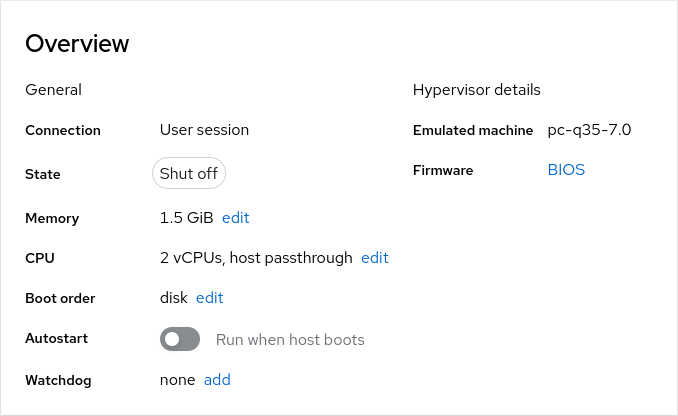 Overview
General
Connection User session
State Shut off
Memory 1.5 GiB edit
CPU 2 vCPUs, host passthrough edit
Boot order disk edit
Autostart Run when host boots
Watchdog none add
Hypervisor details
Emulated machine pc-q35-7.0
Firmware BIOS